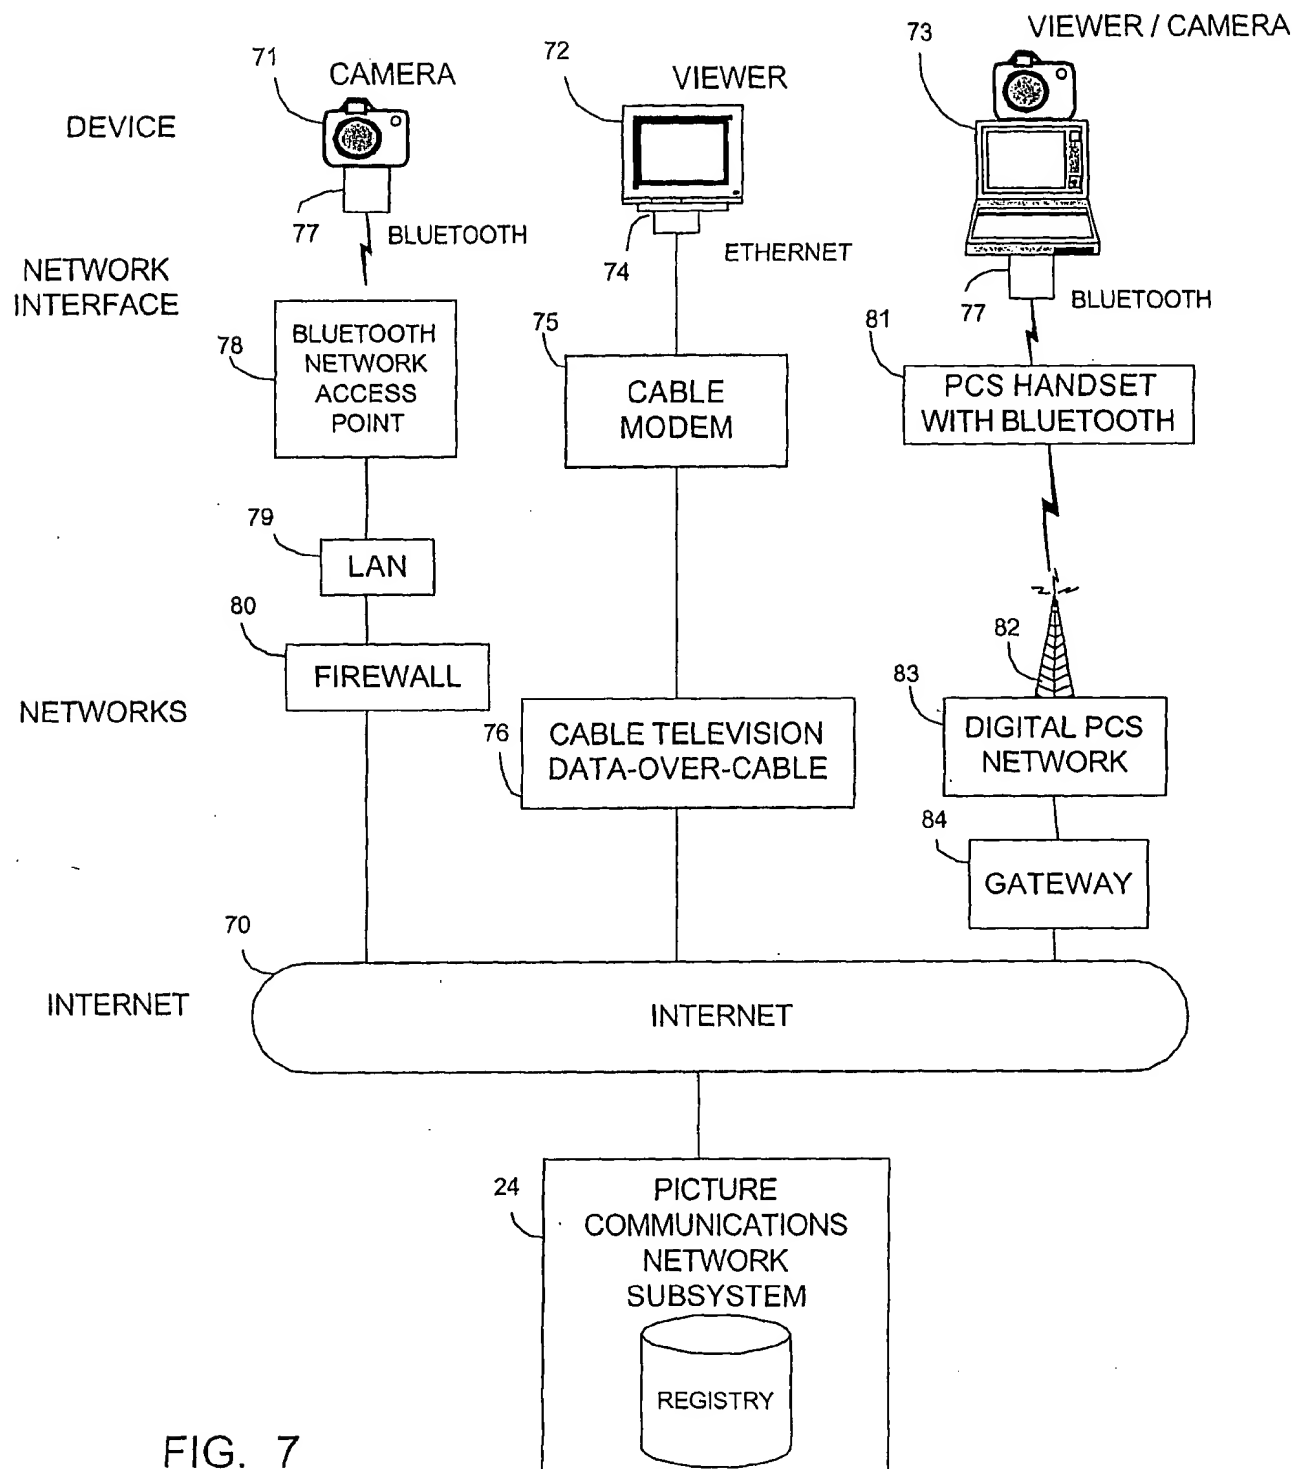 VIEWER / CAMERA
73
71
CAMERA
72
VIEWER
DEVICE
77
BLUETOOTH
74
ETHERNET
NETWORK
INTERFACE
77
BLUETOOTH
78
BLUETOOTH
NETWORK
ACCESS
POINT
75
CABLE
MODEM
81
PCS HANDSET
WITH BLUETOOTH
79
LAN
80
FIREWALL
82
NETWORKS
76
CABLE TELEVISION
DATA-OVER-CABLE
83
DIGITAL PCS
NETWORK
84
GATEWAY
70
INTERNET
INTERNET
24
PICTURE
COMMUNICATIONS
NETWORK
SUBSYSTEM
REGISTRY
FIG. 7